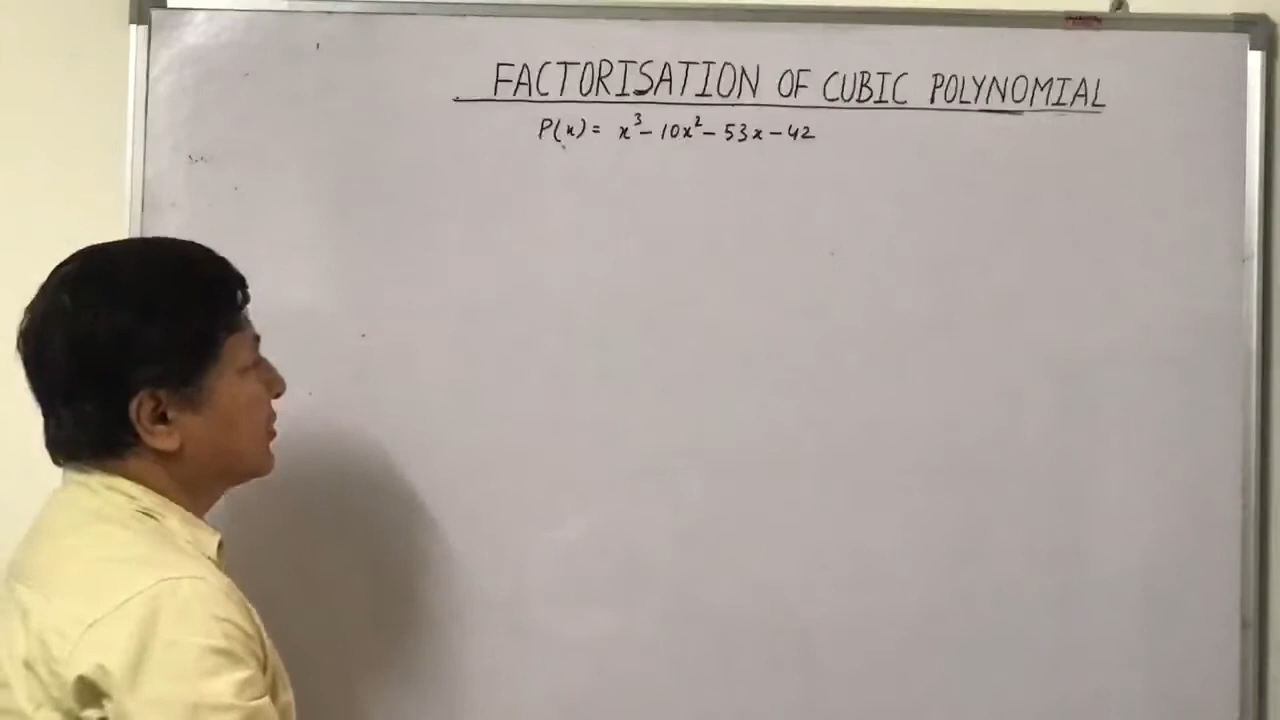 FACTORISATION OF CUBIC POLYNOMIAL
P(x) = x³ - 10x² - 53x - 42